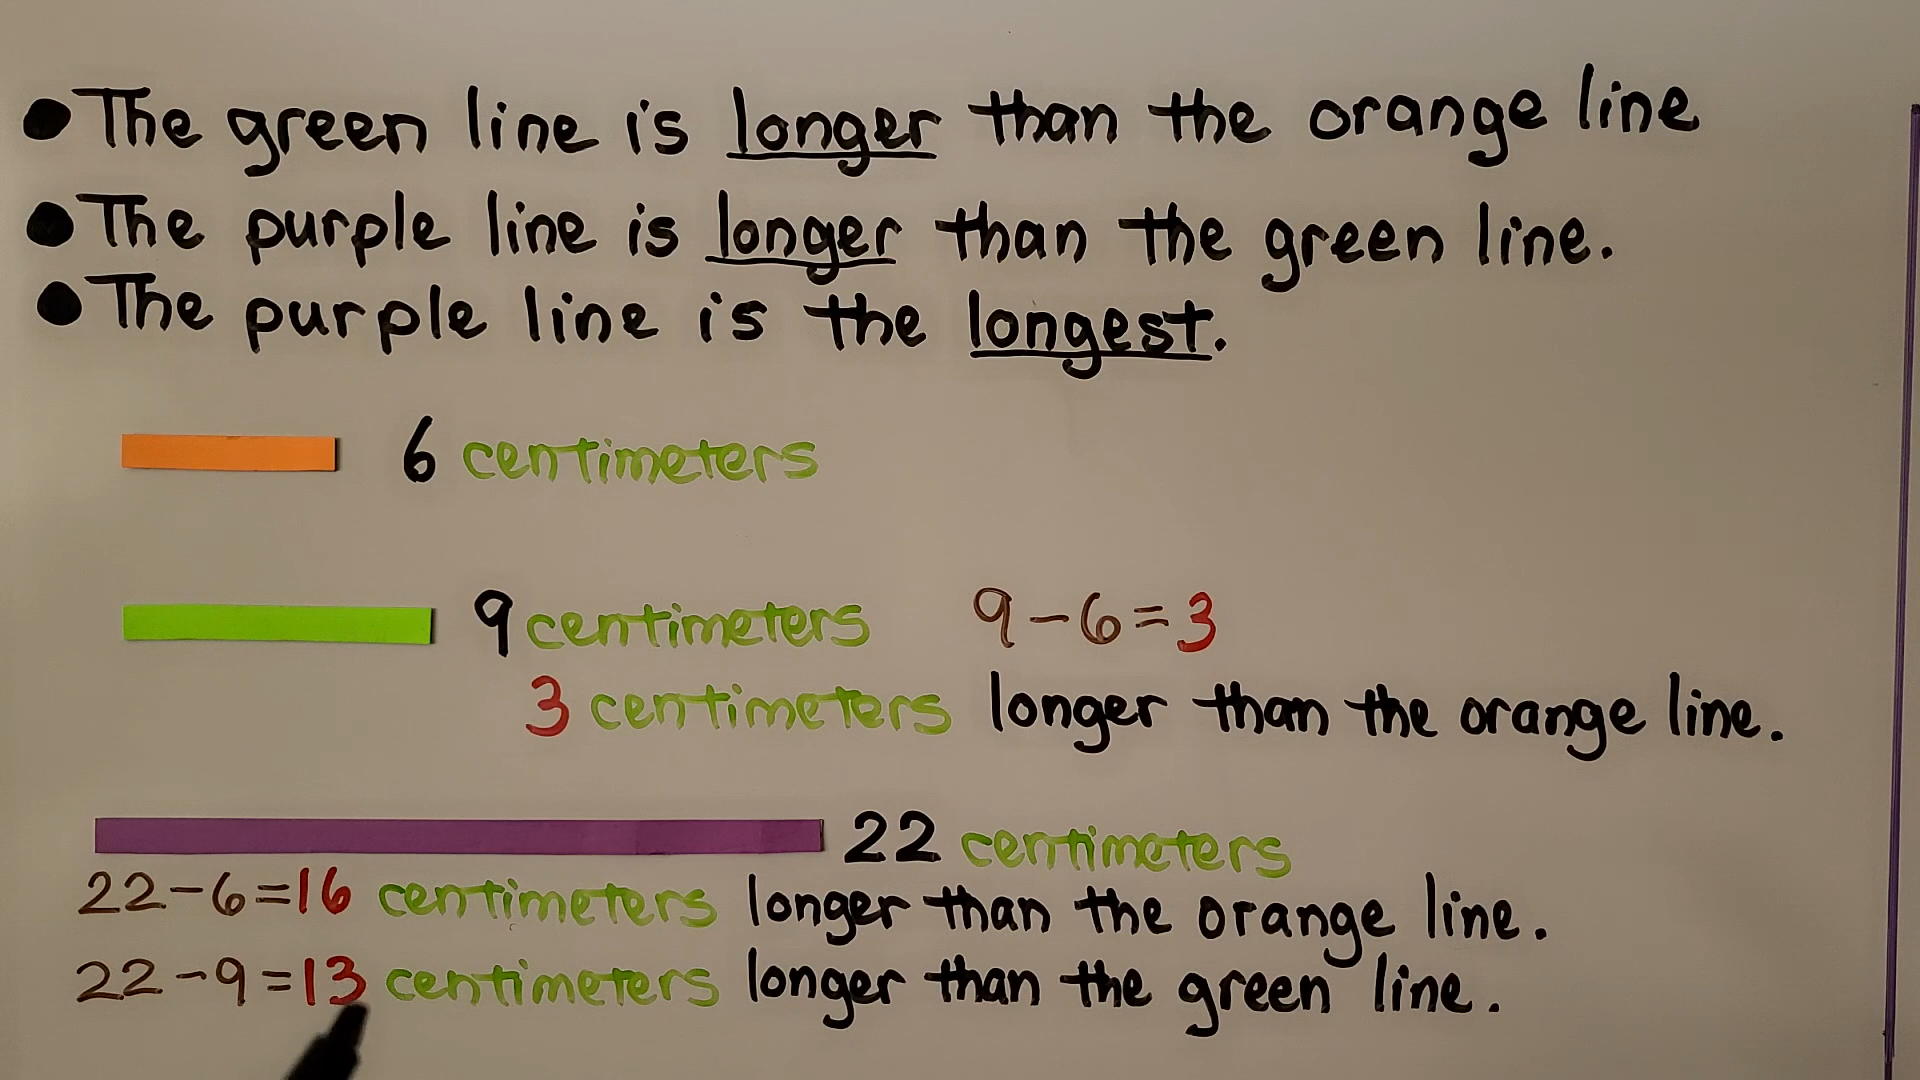 ● The green line is longer than the orange line
● The purple line is longer than the green line.
● The purple line is the longest.
6 centimeters
9 centimeters 9-6=3
3 centimeters longer than the orange line.
22 centimeters
22-6=16 centimeters longer than the orange line.
22-9=13 centimeters longer than the green line.